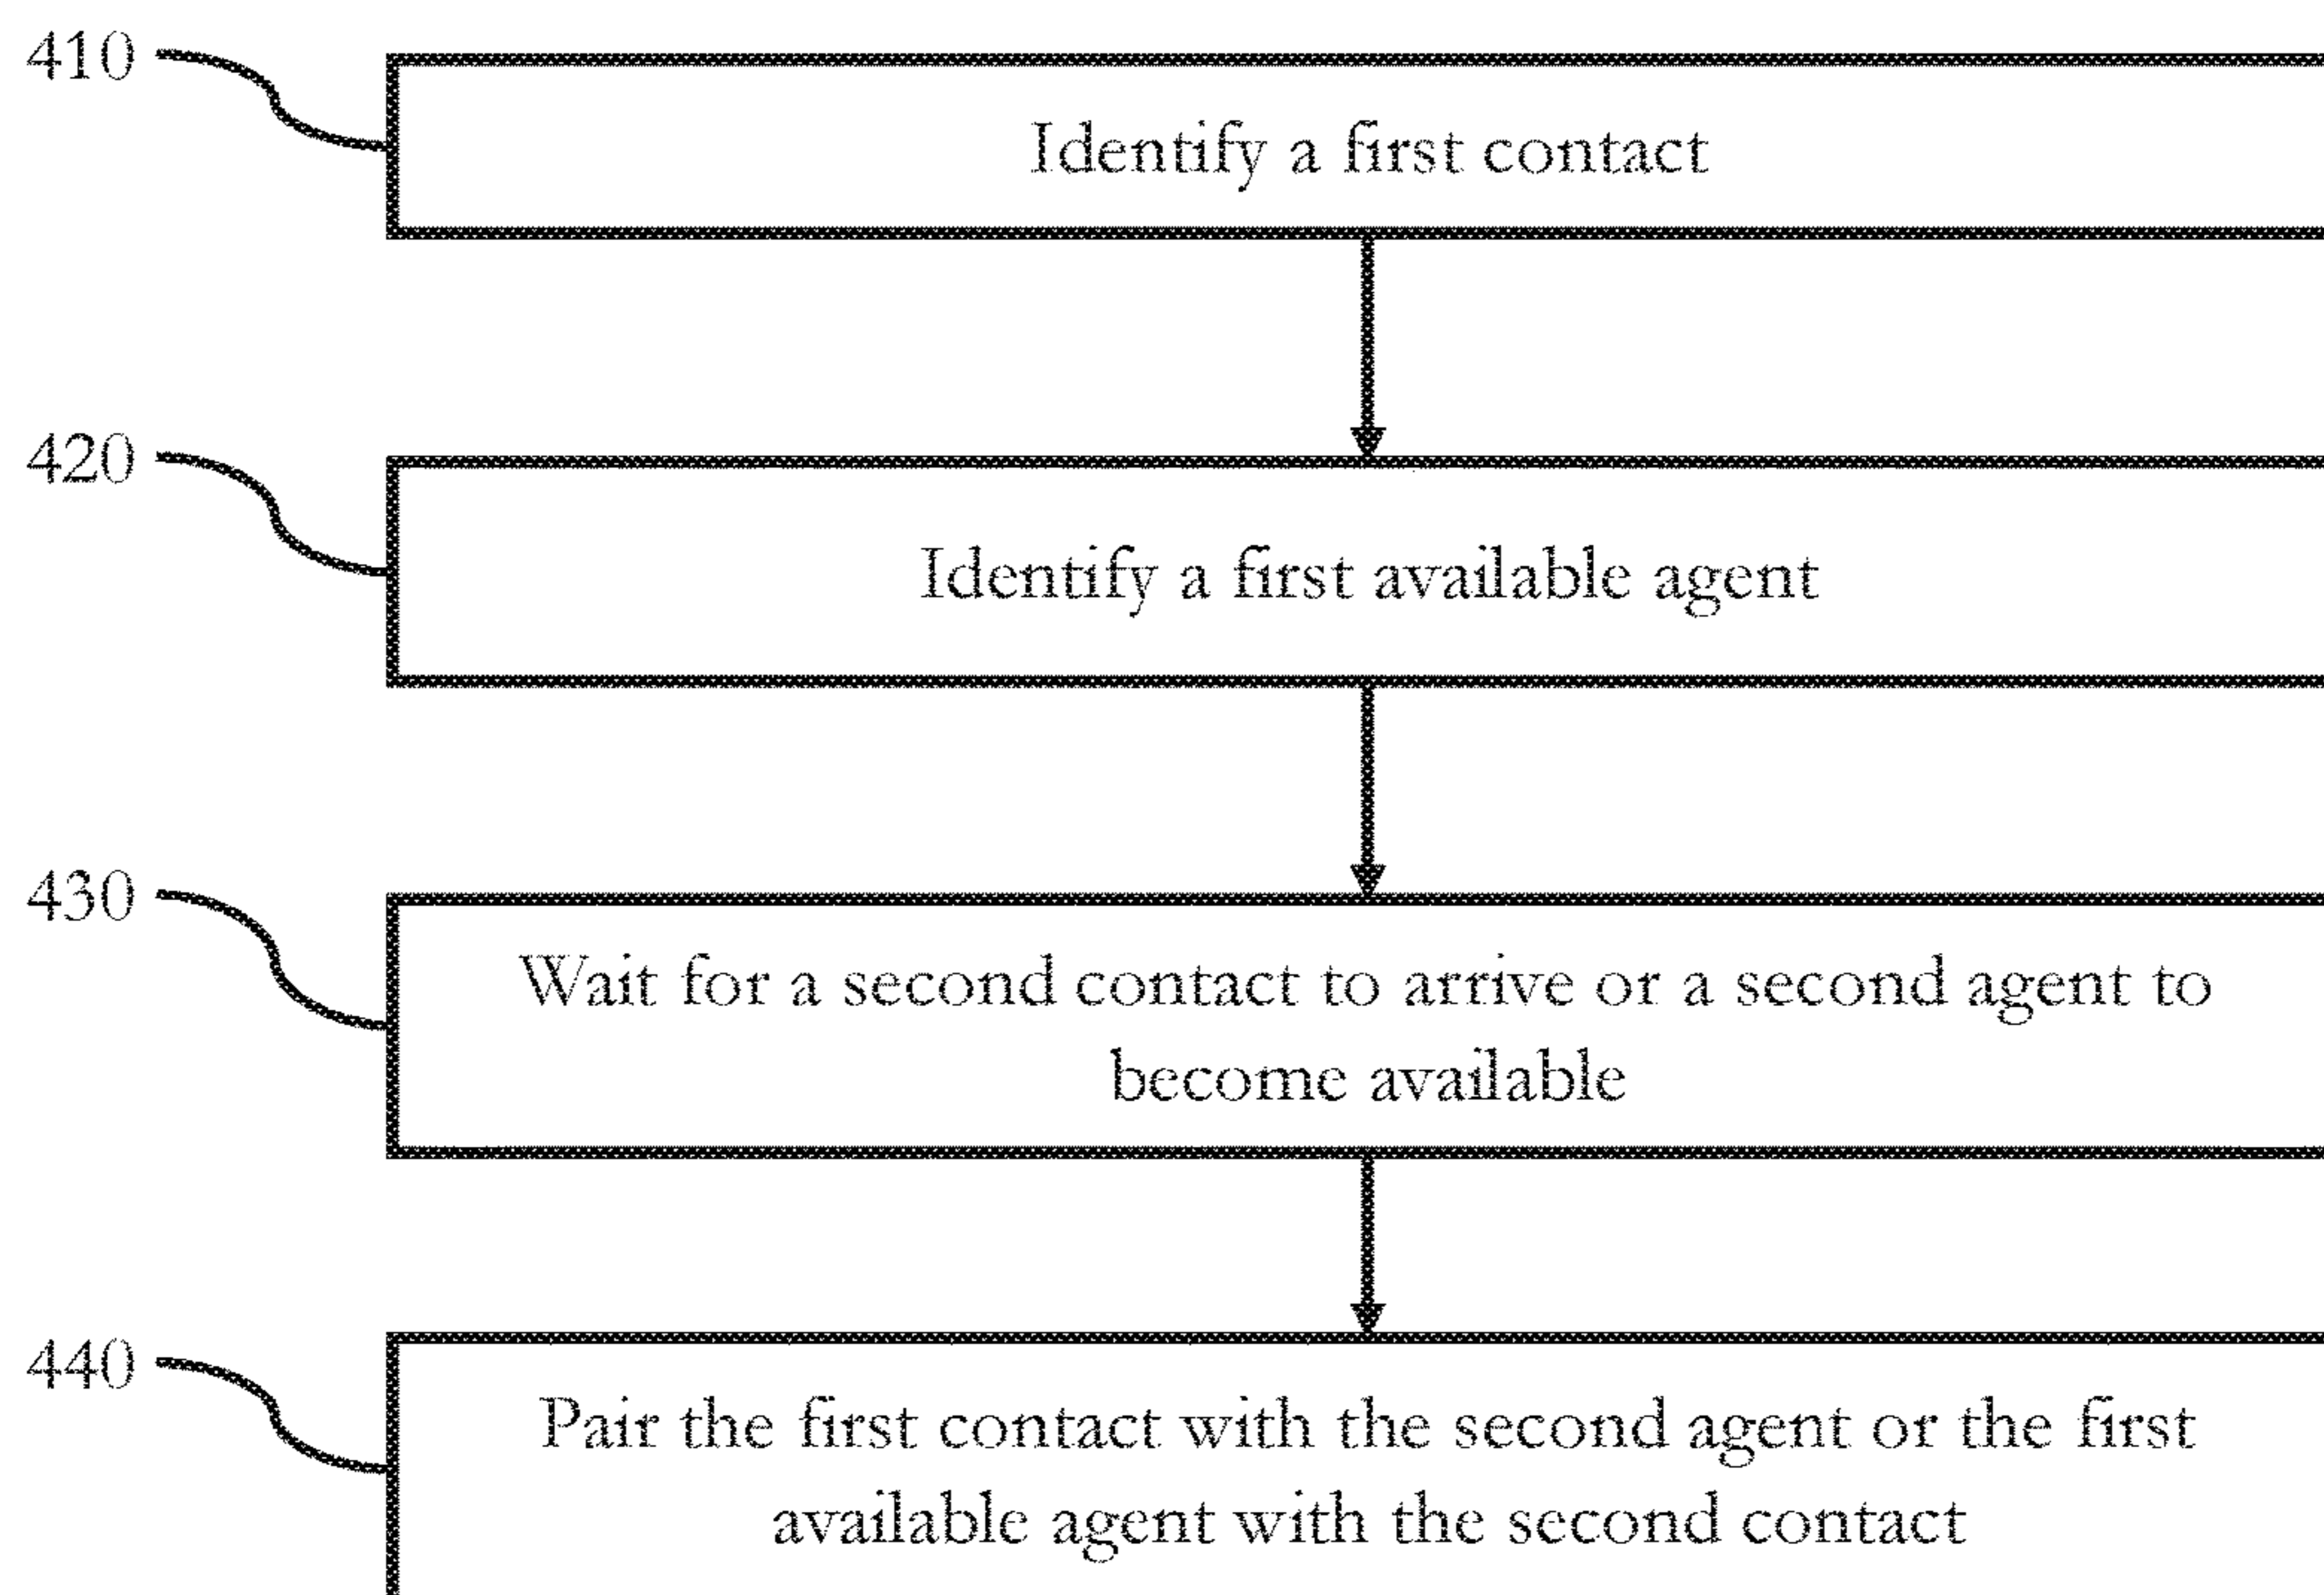 410
Identify a first contact
420
Identify a first available agent
430
Wait for a second contact to arrive or a second agent to
become available
440
Pair the first contact with the second agent or the first
available agent with the second contact